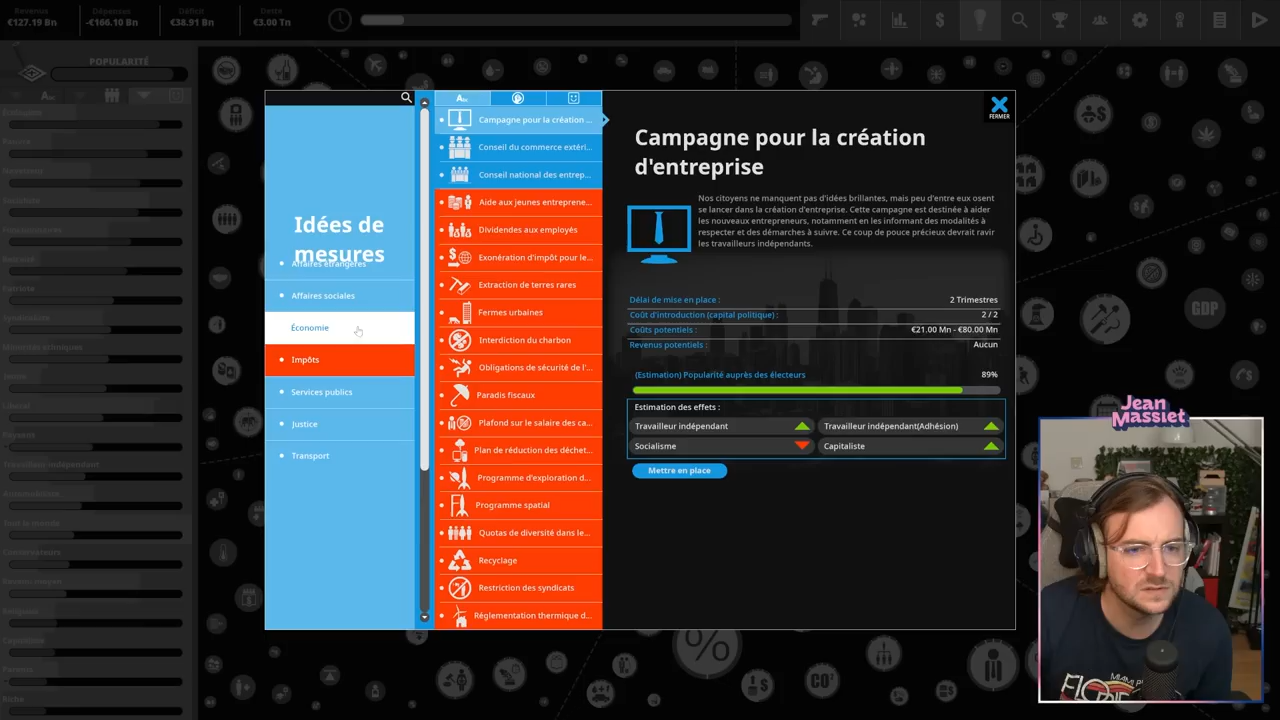 Revenus
€127.19 Bn
Dépenses
-€166.10 Bn
Déficit
€38.91 Bn
Dette
€3.00 Tn
POPULARITÉ
Idées de
mesures
Affaires étrangères
Affaires sociales
Économie
Impôts
Services publics
Justice
Transport
Campagne pour la création ...
Conseil du commerce extéri...
Conseil national des entrep...
Aide aux jeunes entreprene...
Dividendes aux employés
Exonération d'impôt pour le...
Extraction de terres rares
Fermes urbaines
Interdiction du charbon
Obligations de sécurité de l'...
Paradis fiscaux
Plafond sur le salaire des ca...
Plan de réduction des déchet...
Programme d'exploration d...
Programme spatial
Quotas de diversité dans le...
Recyclage
Restriction des syndicats
Réglementation thermique d...
FERMER
Campagne pour la création
d'entreprise
Nos citoyens ne manquent pas d'idées brillantes, mais peu d'entre eux osent
se lancer dans la création d'entreprise. Cette campagne est destinée à aider
les nouveaux entrepreneurs, notamment en les informant des modalités à
respecter et des démarches à suivre. Ce coup de pouce précieux devrait ravir
les travailleurs indépendants.
Délai de mise en place : 2 Trimestres
Coût d'introduction (capital politique) : 2 / 2
Coûts potentiels : €21.00 Mn - €80.00 Mn
Revenus potentiels : Aucun
(Estimation) Popularité auprès des électeurs 89%
Estimation des effets :
Travailleur indépendant
Travailleur indépendant(Adhésion)
Socialisme
Capitaliste
Mettre en place
GDP
CO²
%
Jean
Massiet